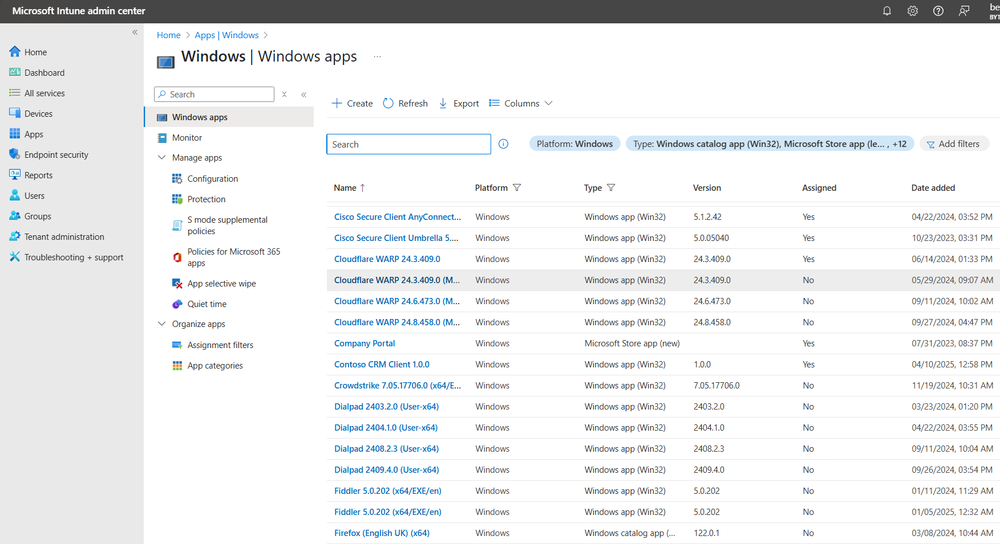 Microsoft Intune admin center
be
BYT
Home
Dashboard
All services
Devices
Apps
Endpoint security
Reports
Users
Groups
Tenant administration
Troubleshooting + support
Home > Apps | Windows >
Windows | Windows apps ...
Search
Windows apps
Monitor
Manage apps
Configuration
Protection
S mode supplemental
policies
Policies for Microsoft 365
apps
App selective wipe
Quiet time
Organize apps
Assignment filters
App categories
Create Refresh Export Columns
Search Platform: Windows Type: Windows catalog app (Win32), Microsoft Store app (le... , +12 Add filters
Name ↑ Platform Type Version Assigned Date added
Cisco Secure Client AnyConnect... Windows Windows app (Win32) 5.1.2.42 Yes 04/22/2024, 03:52 PM
Cisco Secure Client Umbrella 5.... Windows Windows app (Win32) 5.0.05040 Yes 10/23/2023, 03:31 PM
Cloudflare WARP 24.3.409.0 Windows Windows app (Win32) 24.3.409.0 Yes 06/14/2024, 01:33 PM
Cloudflare WARP 24.3.409.0 (M... Windows Windows app (Win32) 24.3.409.0 No 05/29/2024, 09:07 AM
Cloudflare WARP 24.6.473.0 (M... Windows Windows app (Win32) 24.6.473.0 No 09/11/2024, 10:02 AM
Cloudflare WARP 24.8.458.0 (M... Windows Windows app (Win32) 24.8.458.0 No 09/27/2024, 04:47 PM
Company Portal Windows Microsoft Store app (new) Yes 07/31/2023, 08:37 PM
Contoso CRM Client 1.0.0 Windows Windows app (Win32) 1.0.0 Yes 04/10/2025, 12:58 PM
Crowdstrike 7.05.17706.0 (x64/E... Windows Windows app (Win32) 7.05.17706.0 No 11/19/2024, 10:31 AM
Dialpad 2403.2.0 (User-x64) Windows Windows app (Win32) 2403.2.0 No 03/23/2024, 01:20 PM
Dialpad 2404.1.0 (User-x64) Windows Windows app (Win32) 2404.1.0 No 04/22/2024, 03:55 PM
Dialpad 2408.2.3 (User-x64) Windows Windows app (Win32) 2408.2.3 No 09/11/2024, 10:04 AM
Dialpad 2409.4.0 (User-x64) Windows Windows app (Win32) 2409.4.0 No 09/26/2024, 03:54 PM
Fiddler 5.0.202 (x64/EXE/en) Windows Windows app (Win32) 5.0.202 No 01/11/2024, 11:29 AM
Fiddler 5.0.202 (x64/EXE/en) Windows Windows app (Win32) 5.0.202 No 01/05/2025, 12:32 AM
Firefox (English UK) (x64) Windows Windows catalog app (... 122.0.1 No 03/08/2024, 10:44 AM